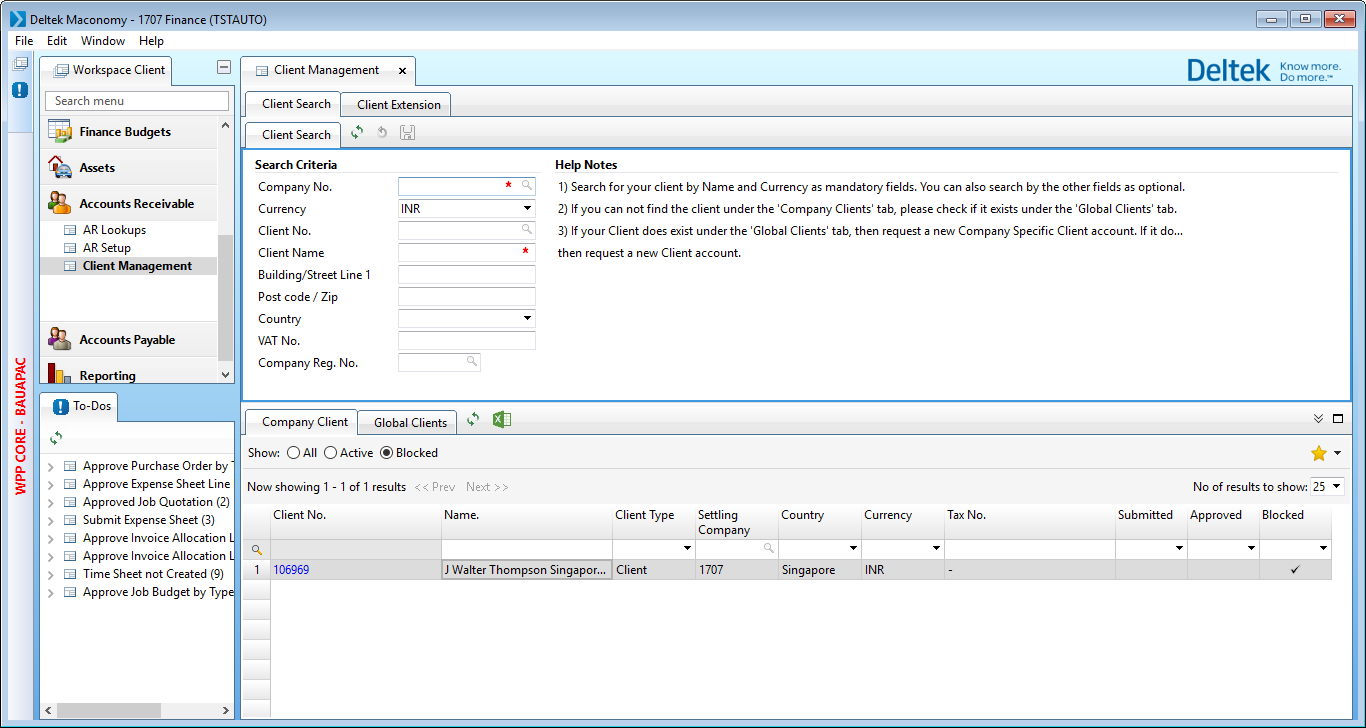 Deltek Maconomy - 1707 Finance (TSTAUTO)
File Edit Window Help
Workspace Client
Search menu
Finance Budgets
Assets
Accounts Receivable
AR Lookups
AR Setup
Client Management
Accounts Payable
Reporting
WPP CORE - BAUAPAC
To-Dos
Approve Purchase Order by T
Approve Expense Sheet Line
Approved Job Quotation (2)
Submit Expense Sheet (3)
Approve Invoice Allocation L
Approve Invoice Allocation L
Time Sheet not Created (9)
Approve Job Budget by Type
Client Management
Deltek Know more.
Do more.™
Client Search Client Extension
Client Search
Search Criteria
Company No. *
Currency INR
Client No.
Client Name *
Building/Street Line 1
Post code / Zip
Country
VAT No.
Company Reg. No.
Help Notes
1) Search for your client by Name and Currency as mandatory fields. You can also search by the other fields as optional.
2) If you can not find the client under the 'Company Clients' tab, please check if it exists under the 'Global Clients' tab.
3) If your Client does exist under the 'Global Clients' tab, then request a new Company Specific Client account. If it do...
then request a new Client account.
Company Client Global Clients
Show: All Active Blocked
Now showing 1 - 1 of 1 results << Prev Next >> No of results to show: 25
Client No. Name. Client Type Settling Company Country Currency Tax No. Submitted Approved Blocked
1 106969 J Walter Thompson Singapor... Client 1707 Singapore INR - ✓